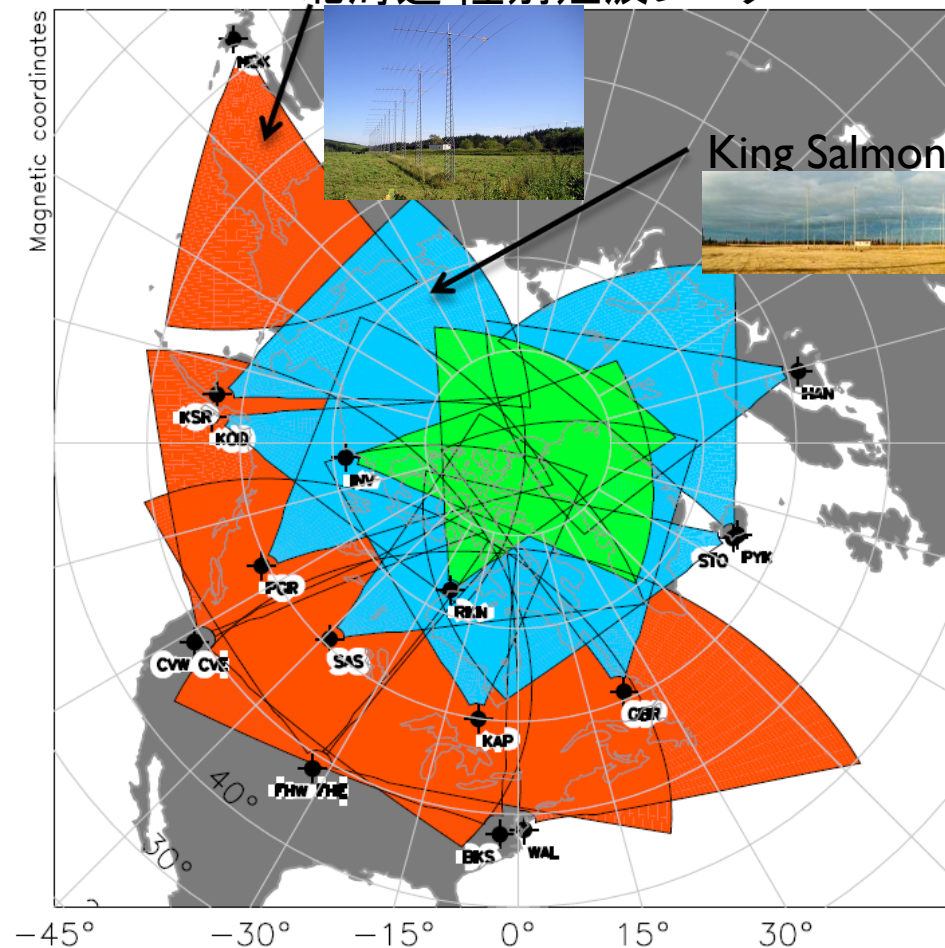 Magnetic coordinates
HOK
King Salmon
KSR
KOD
HAN
INV
STO
PYK
PGR
RKN
CVW CVE
SAS
GBR
KAP
FHW FHE
40°
BKS
WAL
30°
-45°
-30°
-15°
0°
15°
30°